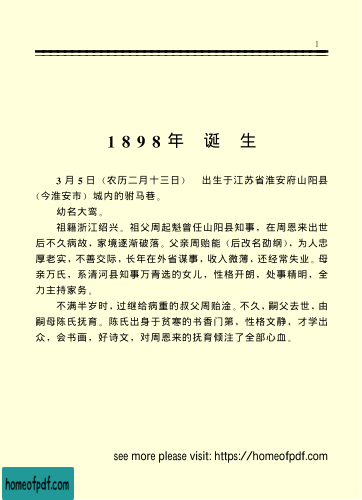 1
1898年 诞 生
3月5日（农历二月十三日） 出生于江苏省淮安府山阳县
（今淮安市）城内的驸马巷。
幼名大鸾。
祖籍浙江绍兴。祖父周起魁曾任山阳县知事，在周恩来出世
后不久病故，家境逐渐破落。父亲周贻能（后改名劭纲），为人忠
厚老实，不善交际，长年在外省谋事，收入微薄，还经常失业。母
亲万氏，系清河县知事万青选的女儿，性格开朗，处事精明，全
力主持家务。
不满半岁时，过继给病重的叔父周贻淦。不久，嗣父去世，由
嗣母陈氏抚育。陈氏出身于贫寒的书香门第，性格文静，才学出
众，会书画，好诗文，对周恩来的抚育倾注了全部心血。
see more please visit: https://homeofpdf.com
homeofpdf.com